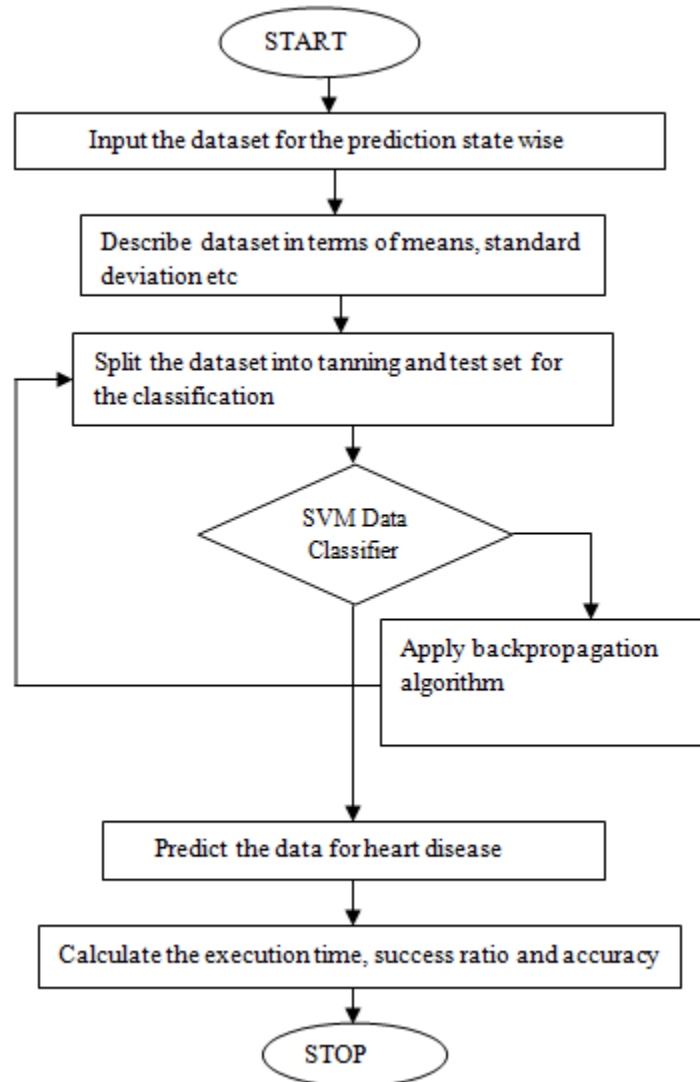 START
Input the dataset for the prediction state wise
Describe dataset in terms of means, standard
deviation etc
Split the dataset into tanning and test set for
the classification
SVM Data
Classifier
Apply backpropagation
algorithm
Predict the data for heart disease
Calculate the execution time, success ratio and accuracy
STOP